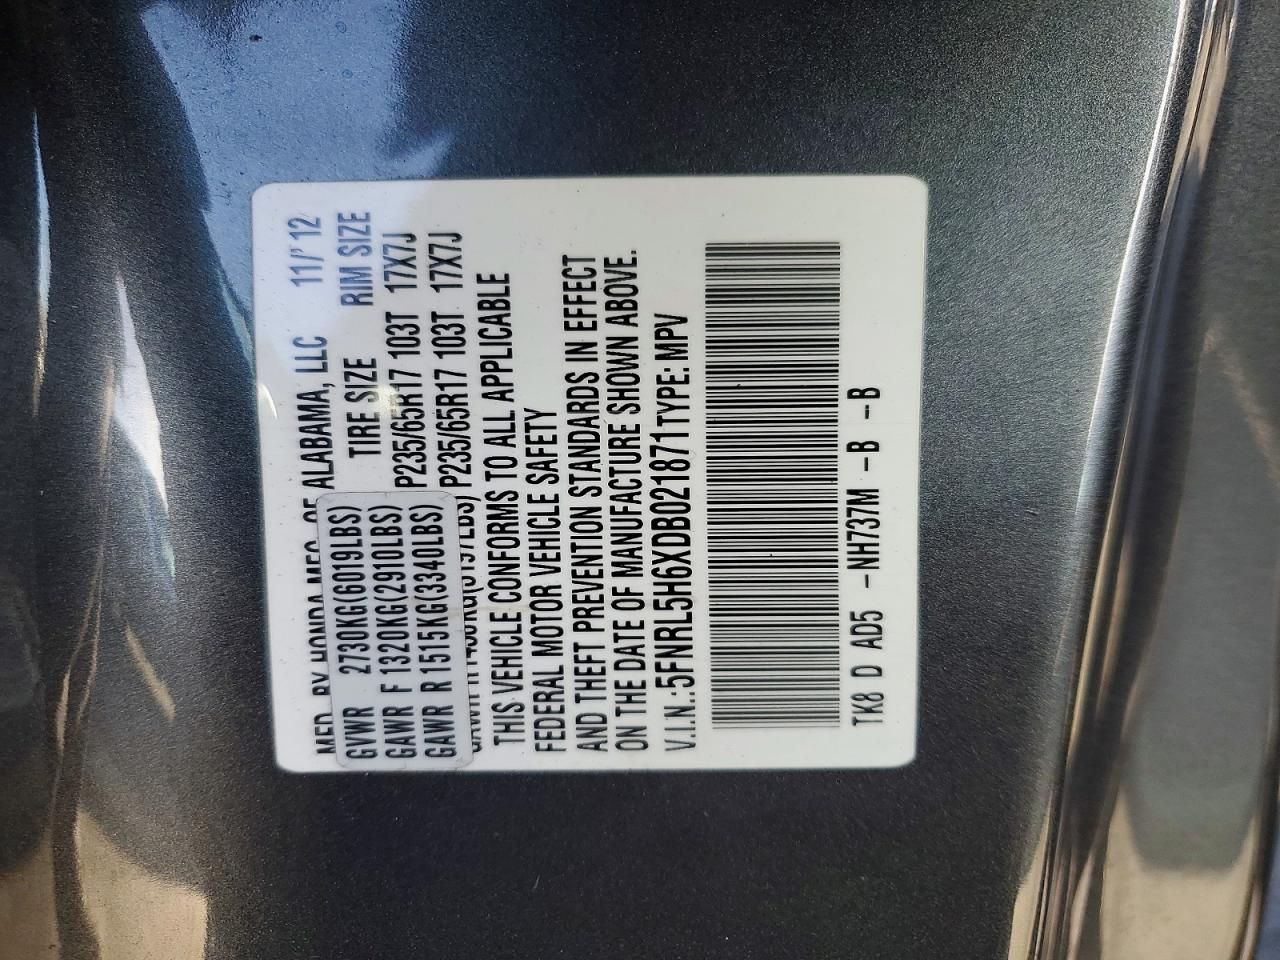 MFD. BY HONDA MFG. OF ALABAMA, LLC 11/12
GVWR 2730KG(6019LBS) TIRE SIZE RIM SIZE
GAWR F 1320KG(2910LBS) P235/65R17 103T 17X7J
GAWR R 1515KG(3340LBS) P235/65R17 103T 17X7J
THIS VEHICLE CONFORMS TO ALL APPLICABLE
FEDERAL MOTOR VEHICLE SAFETY
AND THEFT PREVENTION STANDARDS IN EFFECT
ON THE DATE OF MANUFACTURE SHOWN ABOVE.
V.I.N.:5FNRL5H6XDB021871TYPE: MPV
TK8 D AD5 -NH737M -B -B